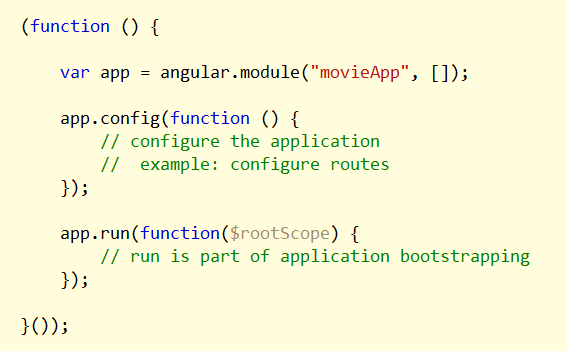 (function () {
    var app = angular.module("movieApp", []);
    app.config(function () {
        // configure the application
        //  example: configure routes
    });
    app.run(function($rootScope) {
        // run is part of application bootstrapping
    });
}());